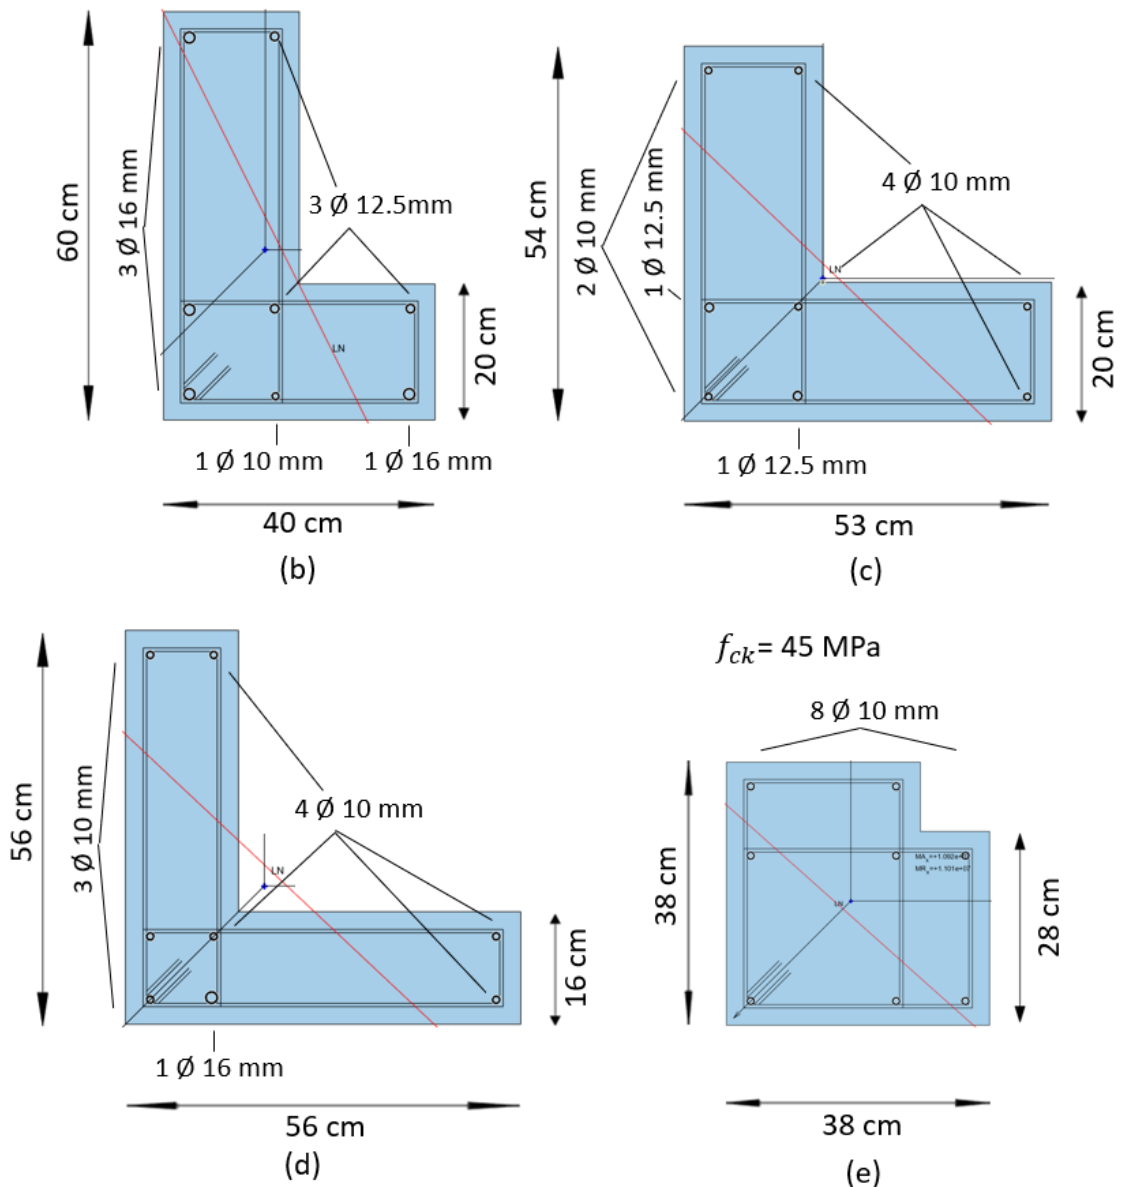 60 cm
3 Ø 16 mm
3 Ø 12.5mm
LN
20 cm
1 Ø 10 mm
1 Ø 16 mm
40 cm
(b)
54 cm
2 Ø 10 mm
1 Ø 12.5 mm
4 Ø 10 mm
LN
20 cm
1 Ø 12.5 mm
53 cm
(c)
56 cm
3 Ø 10 mm
4 Ø 10 mm
LN
16 cm
1 Ø 16 mm
56 cm
(d)
f_ck= 45 MPa
8 Ø 10 mm
38 cm
LN
28 cm
38 cm
(e)